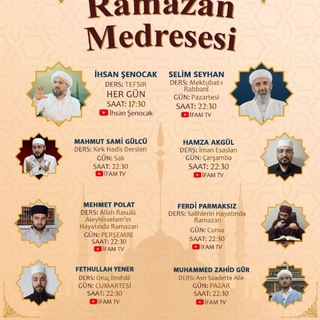 Ramazan
Medresesi
İHSAN ŞENOCAK
DERS: TEFSİR
HER GÜN
SAAT: 17:30
İhsan Şenocak
SELİM SEYHAN
DERS: Mektubat-ı
Rabbanî
GÜN: Pazartesi
SAAT: 22:30
İFAM TV
MAHMUT SAMİ GÜLCÜ
DERS: Kırk Hadis Dersleri
GÜN: Salı
SAAT: 22:30
İFAM TV
HAMZA AKGÜL
DERS: İman Esasları
GÜN: Çarşamba
SAAT: 22:30
İFAM TV
MEHMET POLAT
DERS: Allah Rasulü
Aleyhisselam'ın
Hayatında Ramazan
GÜN: PERŞEMBE
SAAT: 22:30
İFAM TV
FERDİ PARMAKSIZ
DERS: Salihlerin Hayatında
Ramazan
GÜN: Cuma
SAAT: 22:30
İFAM TV
FETHULLAH YENER
DERS: Oruç İlmihâli
GÜN: CUMARTESİ
SAAT: 22:30
İFAM TV
MUHAMMED ZAHİD GÜR
DERS: Asrı Saadette Aile
GÜN: PAZAR
SAAT: 22:30
İFAM TV